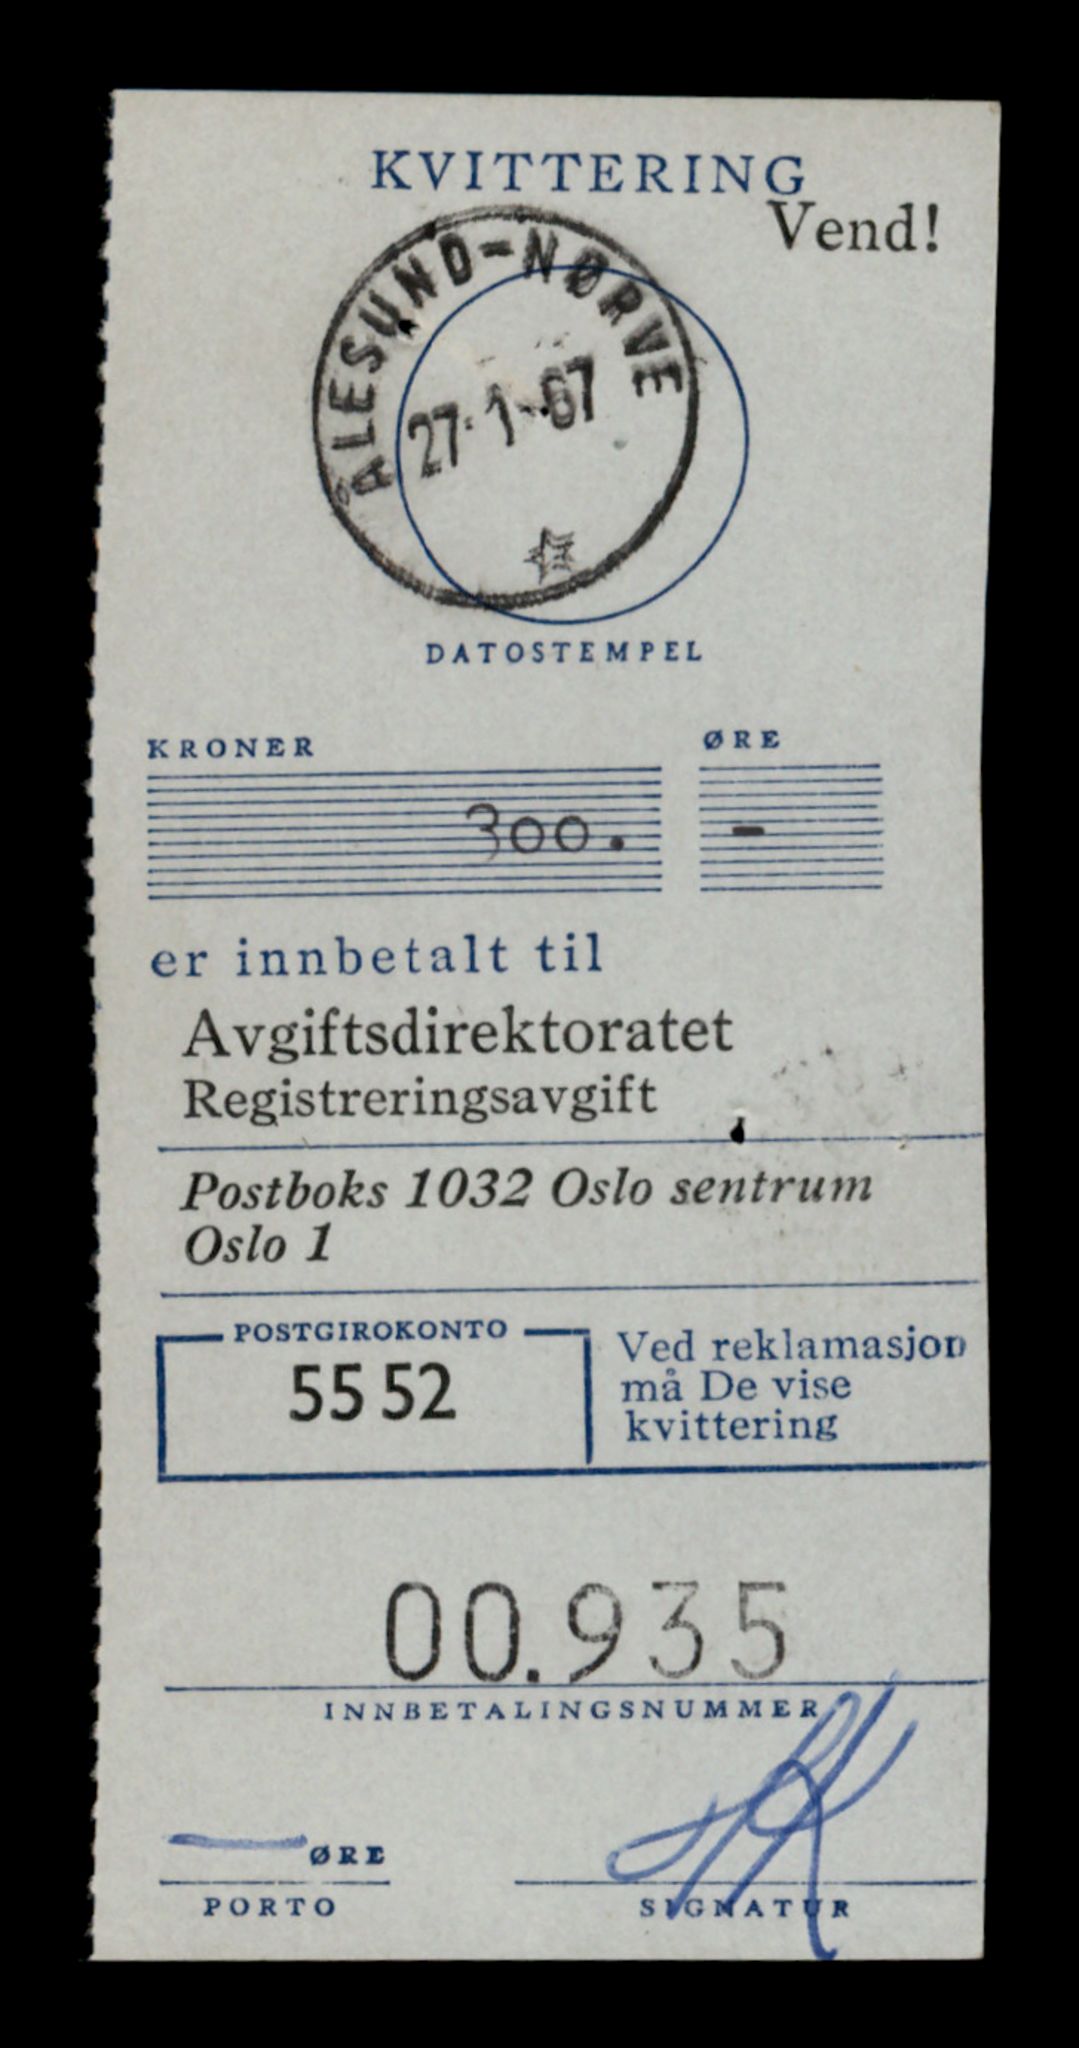 KVITTERING
Vend!
ÅLESUND-NØRVE
27-1-67
DATOSTEMPEL
KRONER ØRE
300. -
er innbetalt til
Avgiftsdirektoratet
Registreringsavgift
Postboks 1032 Oslo sentrum
Oslo 1
POSTGIROKONTO
55 52
Ved reklamasjon
må De vise
kvittering
00.935
INNBETALINGSNUMMER
— ØRE
PORTO
SIGNATUR